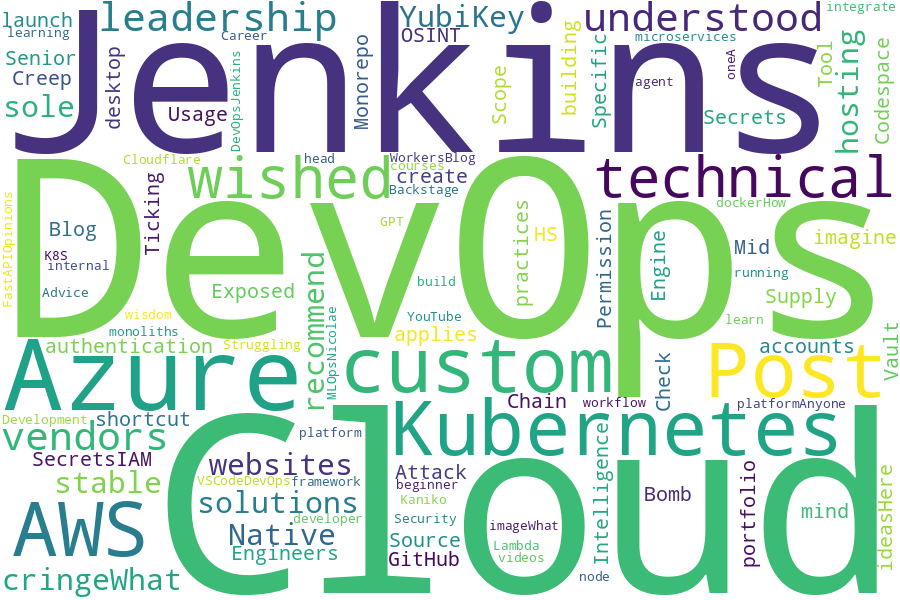 launch
leadership
YubiKey
understood
integrate
learning
Jenkins
Career
OSINT
microservices
Senior
Creep
desktop
DevOpsJenkins
Monorepo
Scope
building
Specific
agent
oneA
Tool
hosting
Codespace
sole
Usage
Secrets
Cloudflare
wished
head
WorkersBlog
courses
create
Backstage
technical
DevOps
dockerHow
FastAPIOpinions
Blog
Ticking
K8S
internal
GPT
practices
HS
Permission
Engine
Mid
imagine
Advice
Exposed
recommend
build
running
Supply
wisdom
monoliths
MLOpsNicolae
YouTube
applies
learn
authentication
Struggling
accounts
Vault
Azure
custom
Check
Post
Development
shortcut
Chain
workflow
platformAnyone
vendors
platform
Kubernetes
SecretsIAM
websites
Attack
stable
VSCodeDevOps
framework
beginner
Intelligence
Bomb
portfolio
ideasHere
Cloud
solutions
Kaniko
mind
AWS
Native
developer
Security
imageWhat
Engineers
Source
Lambda
GitHub
videos
cringeWhat
node